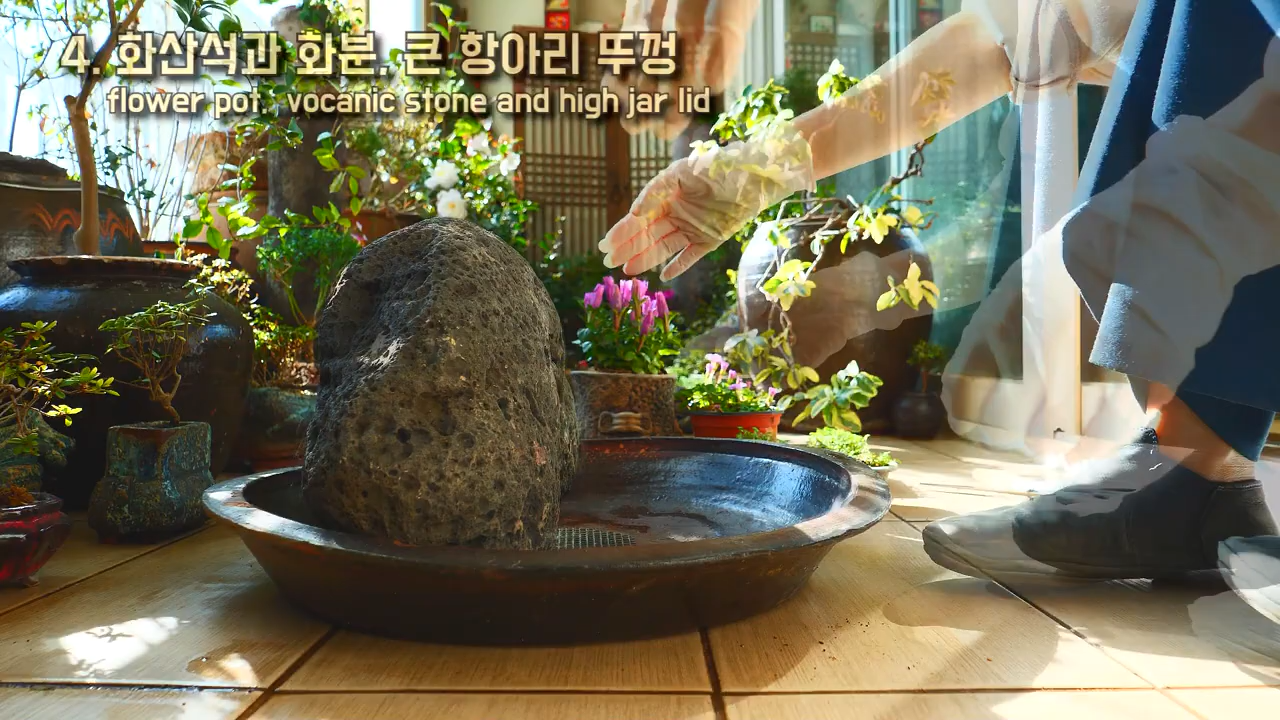 4. 화산석과 화분, 큰 항아리 뚜껑
flower pot, vocanic stone and high jar lid